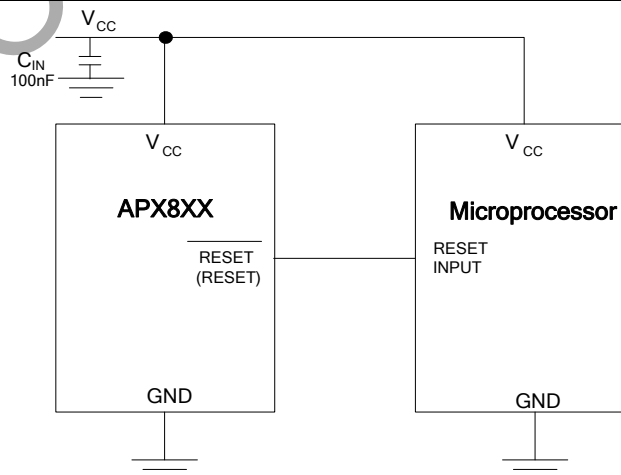 VCC
CIN
100nF
VCC
VCC
APX8XX
Microprocessor
RESET
(RESET)
RESET
INPUT
GND
GND